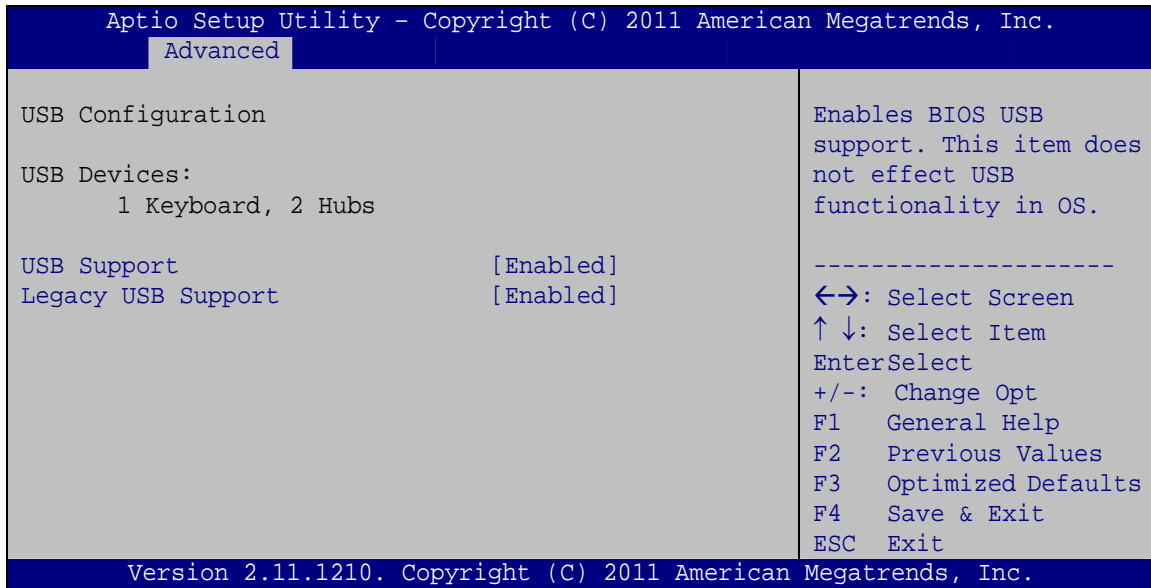 Aptio Setup Utility – Copyright (C) 2011 American Megatrends, Inc.
Advanced
USB Configuration
USB Devices:
1 Keyboard, 2 Hubs
USB Support [Enabled]
Legacy USB Support [Enabled]
Enables BIOS USB
support. This item does
not effect USB
functionality in OS.
---------------------
←→: Select Screen
↑ ↓: Select Item
EnterSelect
+/-: Change Opt
F1 General Help
F2 Previous Values
F3 Optimized Defaults
F4 Save & Exit
ESC Exit
Version 2.11.1210. Copyright (C) 2011 American Megatrends, Inc.